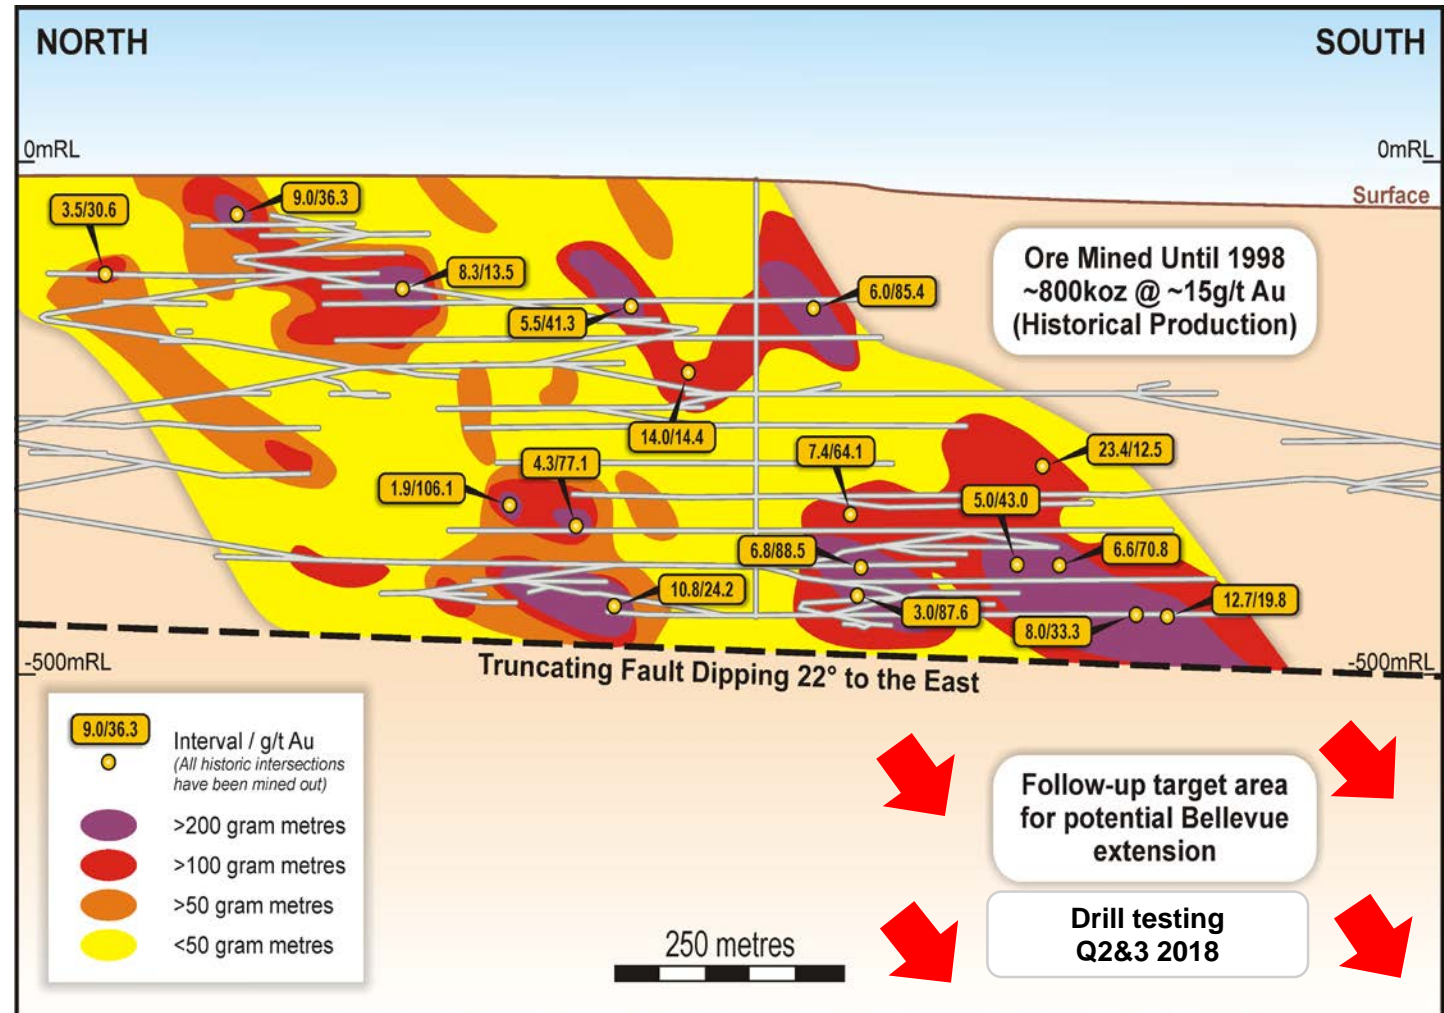 NORTH
SOUTH
0mRL
0mRL
Surface
3.5/30.6
9.0/36.3
8.3/13.5
5.5/41.3
6.0/85.4
Ore Mined Until 1998
~800koz @ ~15g/t Au
(Historical Production)
14.0/14.4
4.3/77.1
1.9/106.1
7.4/64.1
23.4/12.5
5.0/43.0
6.8/88.5
6.6/70.8
10.8/24.2
3.0/87.6
12.7/19.8
8.0/33.3
-500mRL
-500mRL
Truncating Fault Dipping 22° to the East
9.0/36.3
Interval / g/t Au
(All historic intersections
have been mined out)
>200 gram metres
>100 gram metres
>50 gram metres
<50 gram metres
250 metres
Follow-up target area
for potential Bellevue
extension
Drill testing
Q2&3 2018